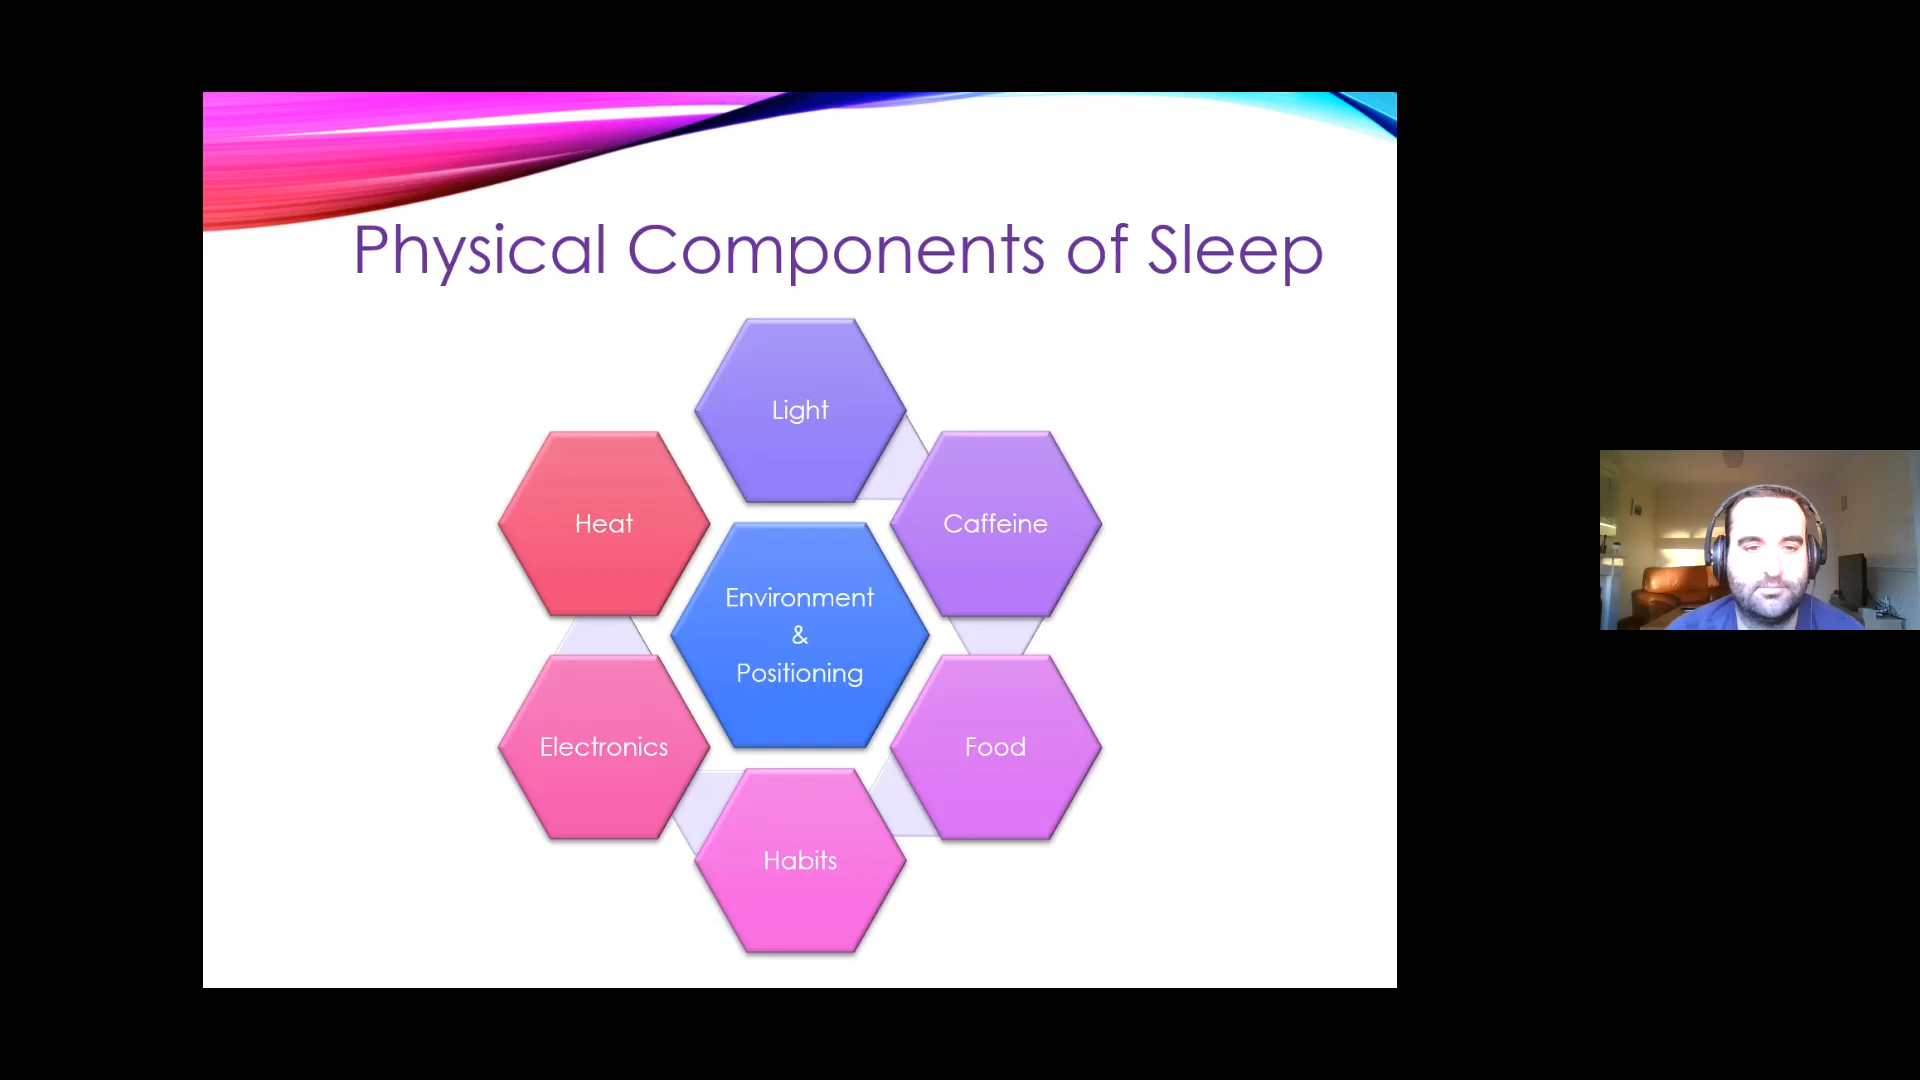 Physical Components of Sleep
Light
Heat
Caffeine
Environment
&
Positioning
Electronics
Food
Habits